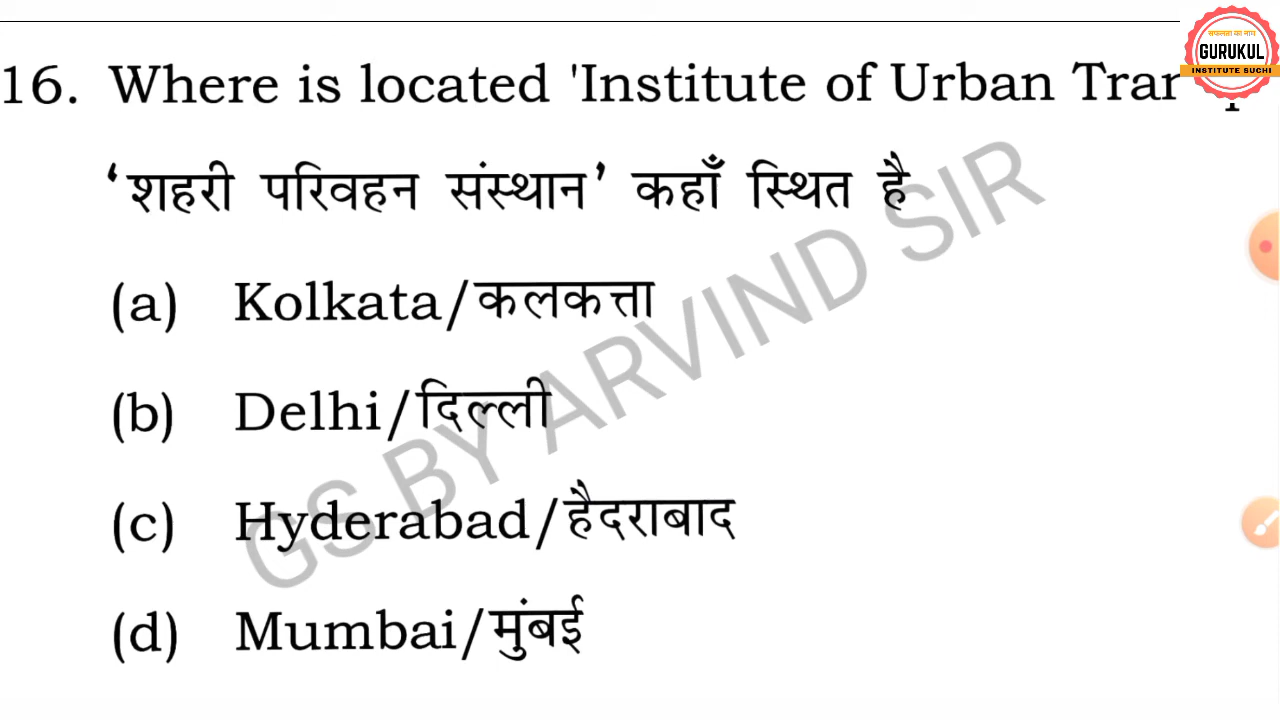 सफलता का नाम
GURUKUL
INSTITUTE SUCHI
16. Where is located 'Institute of Urban
'शहरी परिवहन संस्थान' कहाँ स्थित है
(a) Kolkata/कलकत्ता
(b) Delhi/दिल्ली
(c) Hyderabad/हैदराबाद
(d) Mumbai/मुंबई
GS BY ARVIND SIR